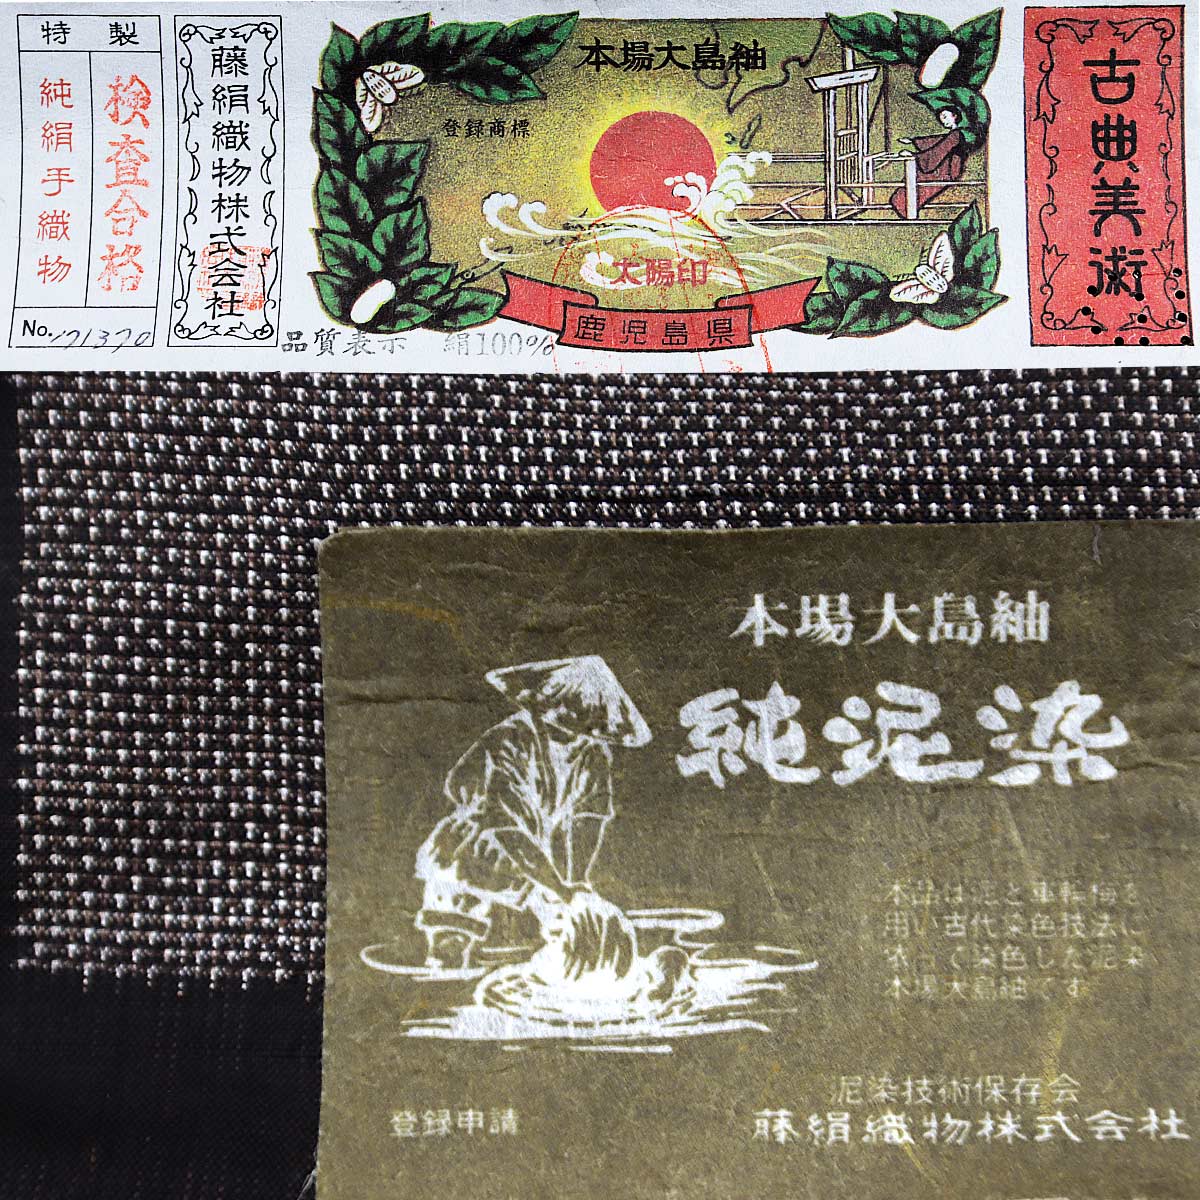 特製
検査合格
純絹手織物
No. 171370
藤絹織物株式会社
本場大島紬
登録商標
太陽印
鹿児島県
品質表示 絹100%
古典美術
本場大島紬
純泥染
本品は泥と車輪梅を
用い古代染色技法に
依って染色した泥染
本場大島紬です
泥染技術保存会
登録申請
藤絹織物株式会社